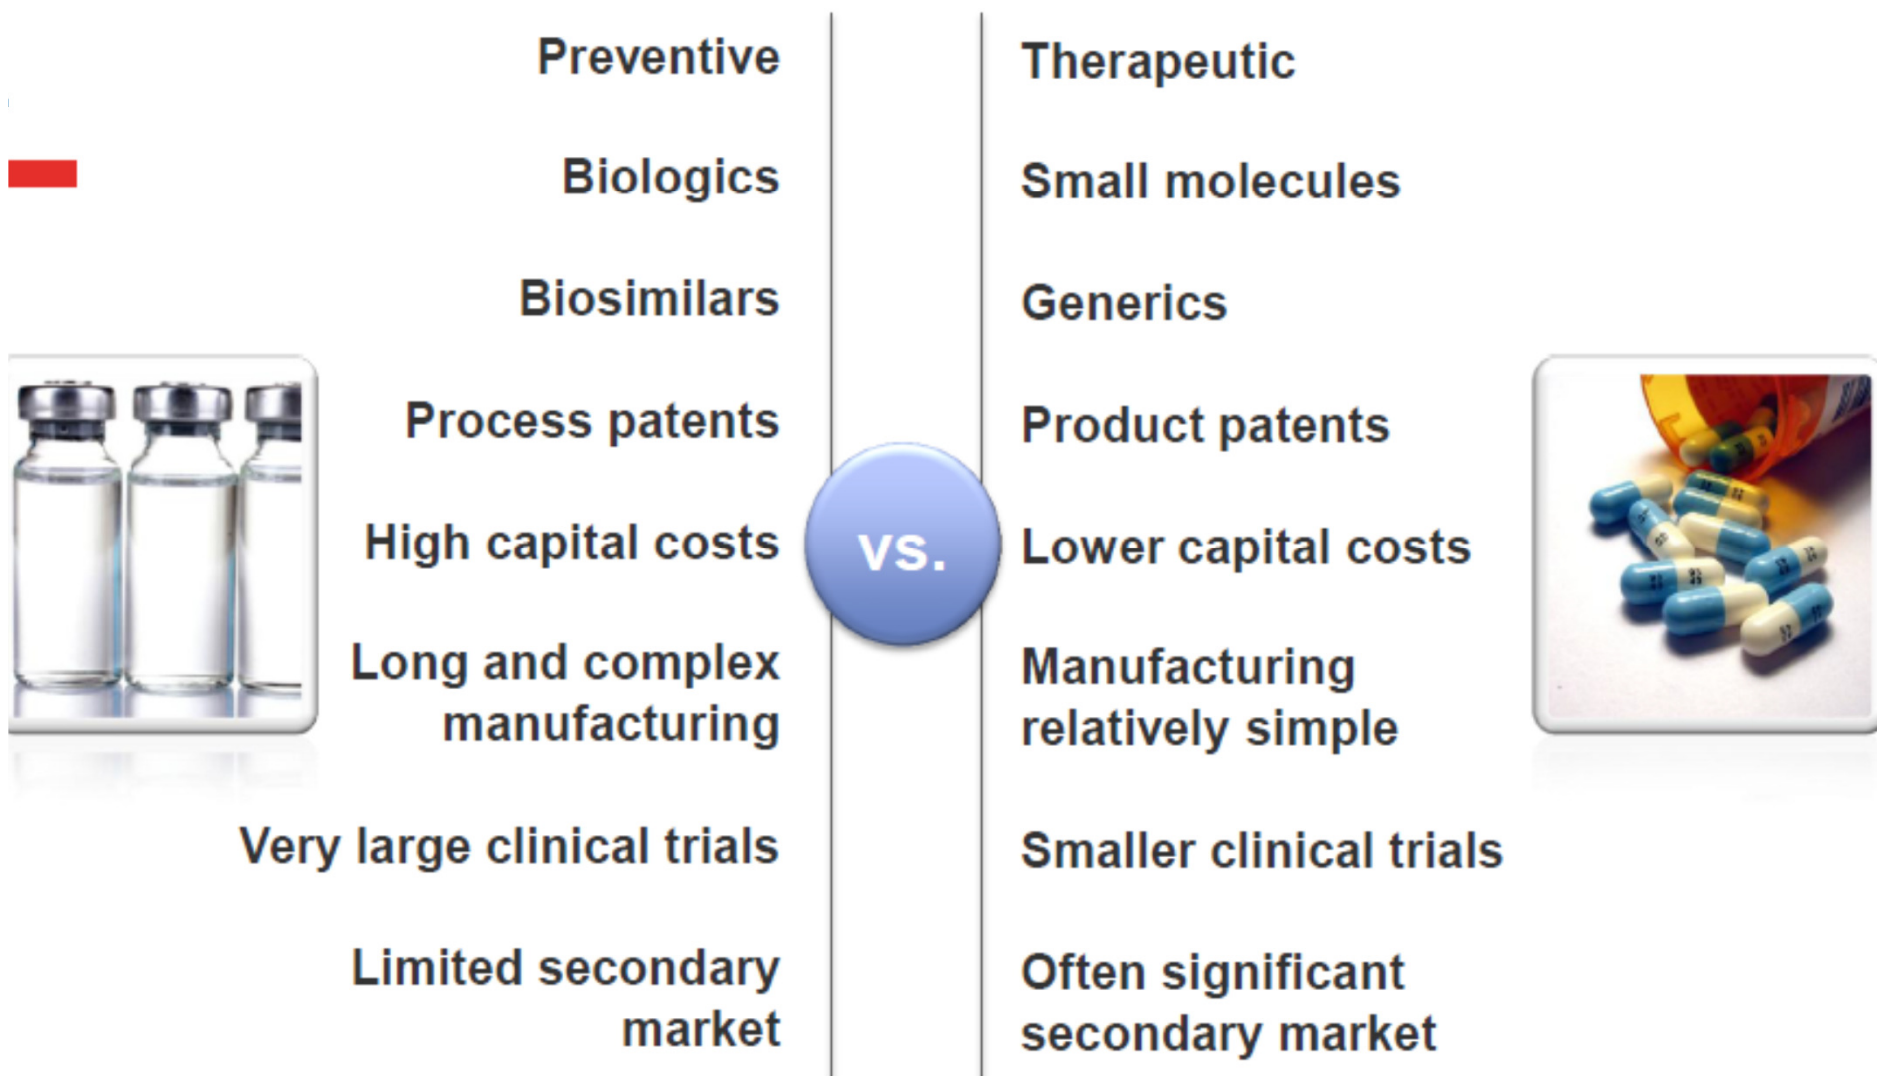 Preventive
Therapeutic
Biologics
Small molecules
Biosimilars
Generics
Process patents
Product patents
High capital costs
vs.
Lower capital costs
Long and complex
manufacturing
Manufacturing
relatively simple
Very large clinical trials
Smaller clinical trials
Limited secondary
market
Often significant
secondary market